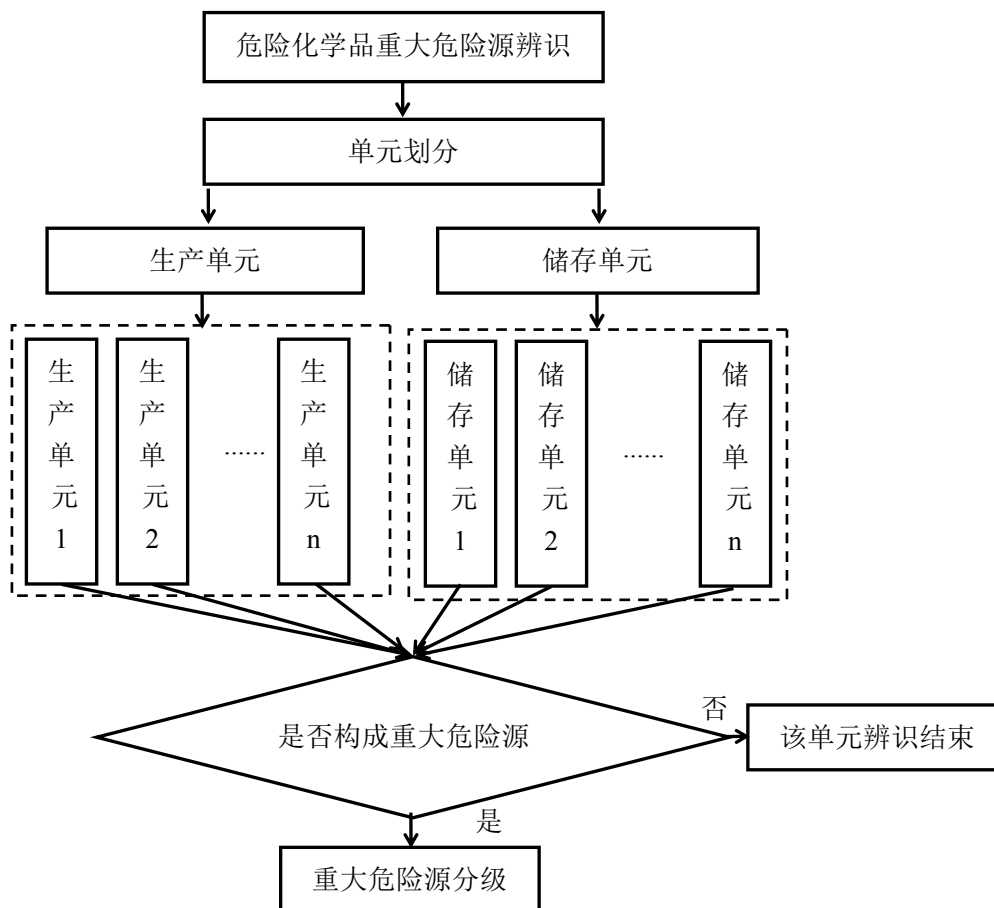 危险化学品重大危险源辨识
单元划分
生产单元
储存单元
生产单元1
生产单元2
……
生产单元n
储存单元1
储存单元2
……
储存单元n
是否构成重大危险源
否
该单元辨识结束
是
重大危险源分级